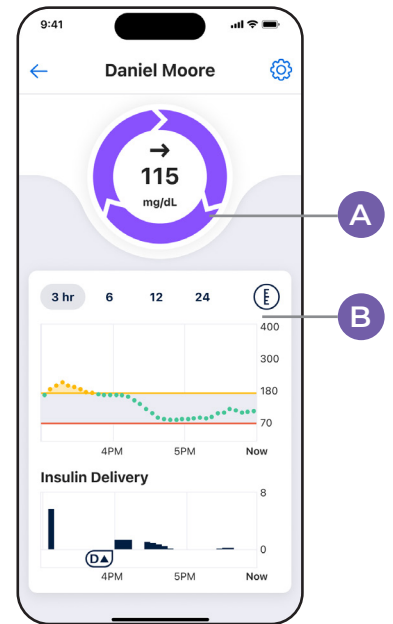 9:41
Daniel Moore
115
mg/dL
A
3 hr 6 12 24
B
400
300
180
70
4PM 5PM Now
Insulin Delivery
8
D
0
4PM 5PM Now